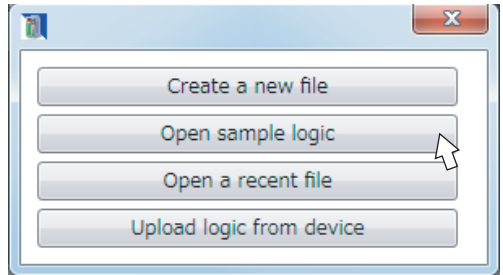 Create a new file
Open sample logic
Open a recent file
Upload logic from device